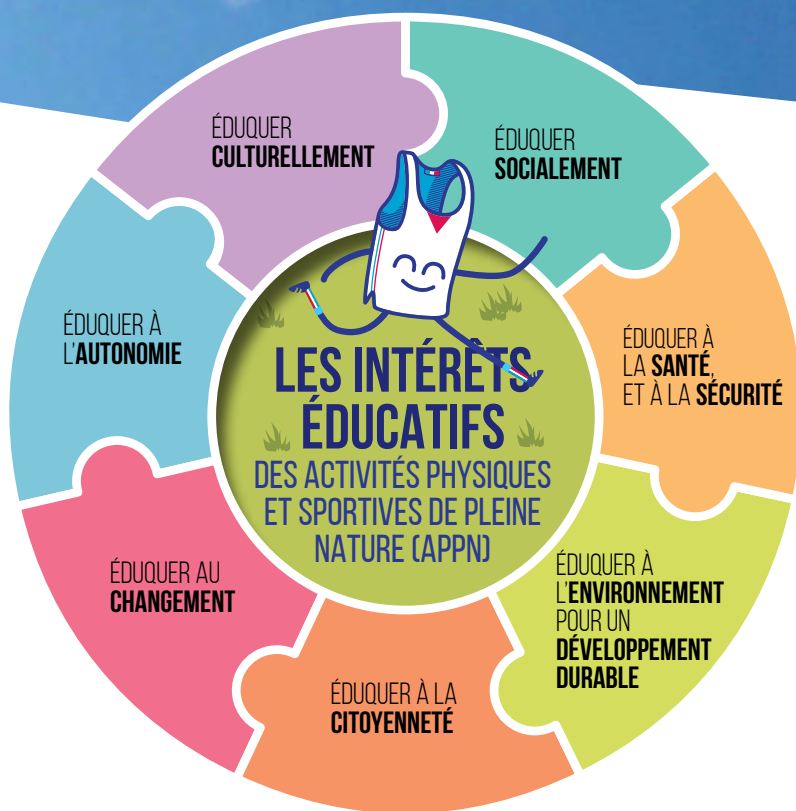 ÉDUQUER
CULTURELLEMENT
ÉDUQUER
SOCIALEMENT
ÉDUQUER À
L'AUTONOMIE
ÉDUQUER À
LA SANTÉ,
ET À LA SÉCURITÉ
LES INTÉRÊTS
ÉDUCATIFS
DES ACTIVITÉS PHYSIQUES
ET SPORTIVES DE PLEINE
NATURE (APPN)
ÉDUQUER AU
CHANGEMENT
ÉDUQUER À
L'ENVIRONNEMENT
POUR UN
DÉVELOPPEMENT
DURABLE
ÉDUQUER À LA
CITOYENNETÉ